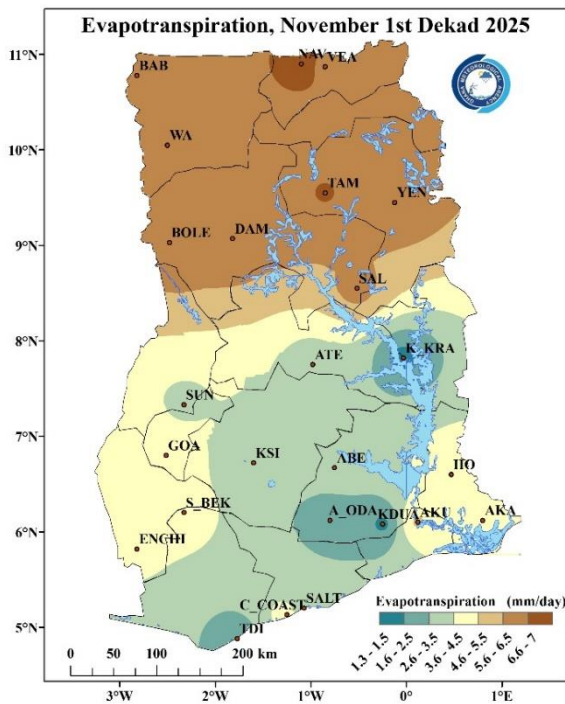 Evapotranspiration, November 1st Dekad 2025
11°N
10°N
9°N
8°N
7°N
6°N
5°N
BAB
NAV
VEA
WA
TAM
YEN
BOLE
DAM
SAL
K_KRA
ATE
SUN
GOA
KSI
ABE
HO
S_BEK
A_ODA
KDUA
AKU
AKA
ENCHI
C_COAST
SALT
TDI
Evapotranspiration (mm/day)
1.3 - 1.5
1.6 - 2.5
2.6 - 3.5
3.6 - 4.5
4.6 - 5.5
5.6 - 6.5
6.6 - 7
0 50 100 200 km
3°W 2°W 1°W 0° 1°E